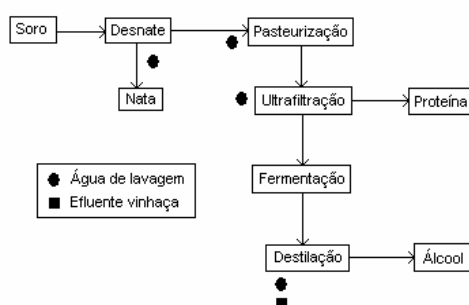 Soro
Desnate
Pasteurização
Nata
Ultrafiltração
Proteína
Água de lavagem
Efluente vinhaça
Fermentação
Destilação
Álcool